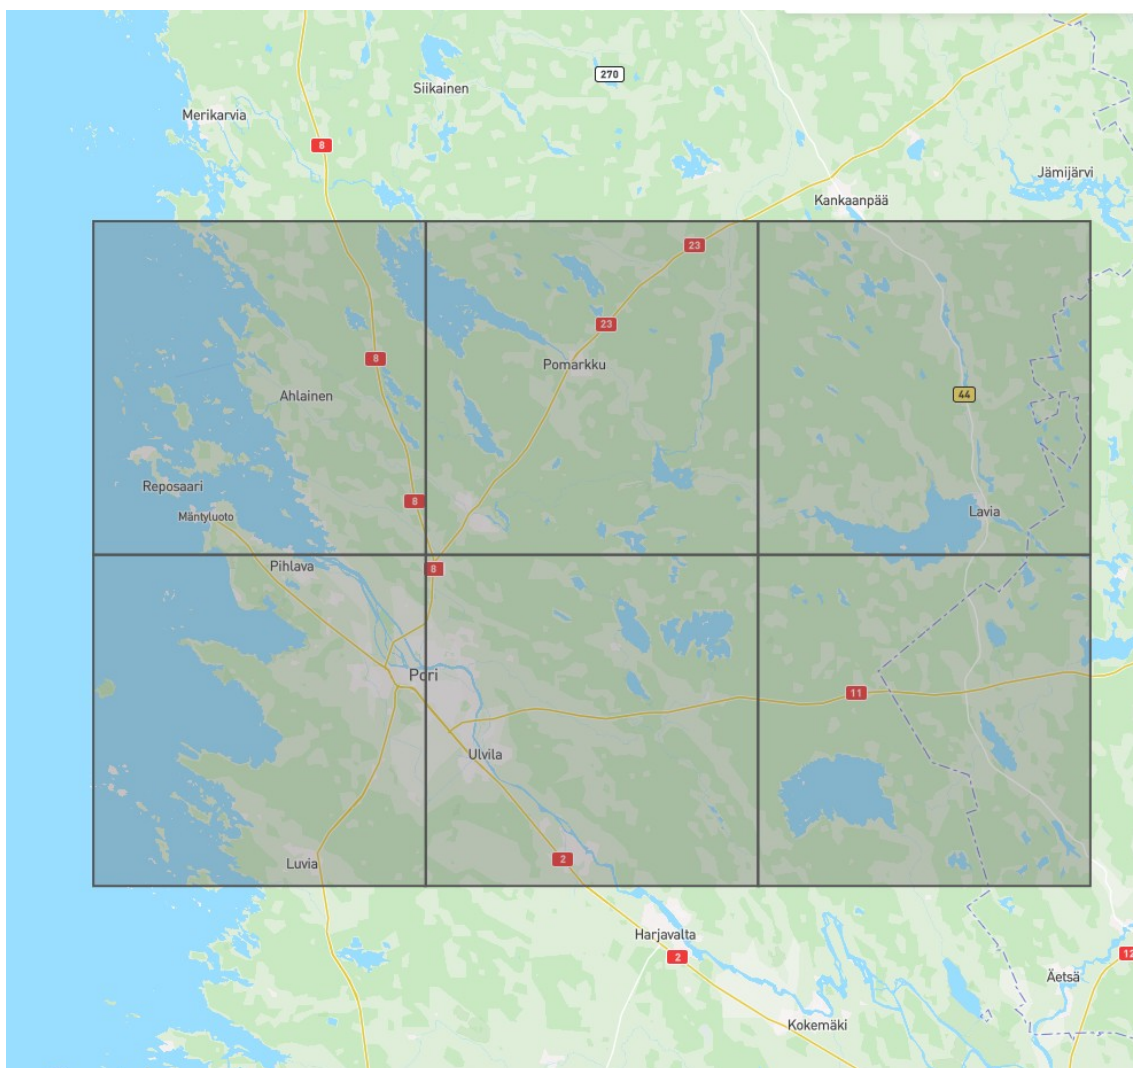 270
Siikainen
Merikarvia
8
Jämijärvi
Kankaanpää
23
23
8
Pomarkku
Ahlainen
44
Reposaari
8
Lavia
Mäntyluoto
Pihlava
8
Pori
11
Ulvila
Luvia
2
Harjavalta
2
12
Äetsä
Kokemäki